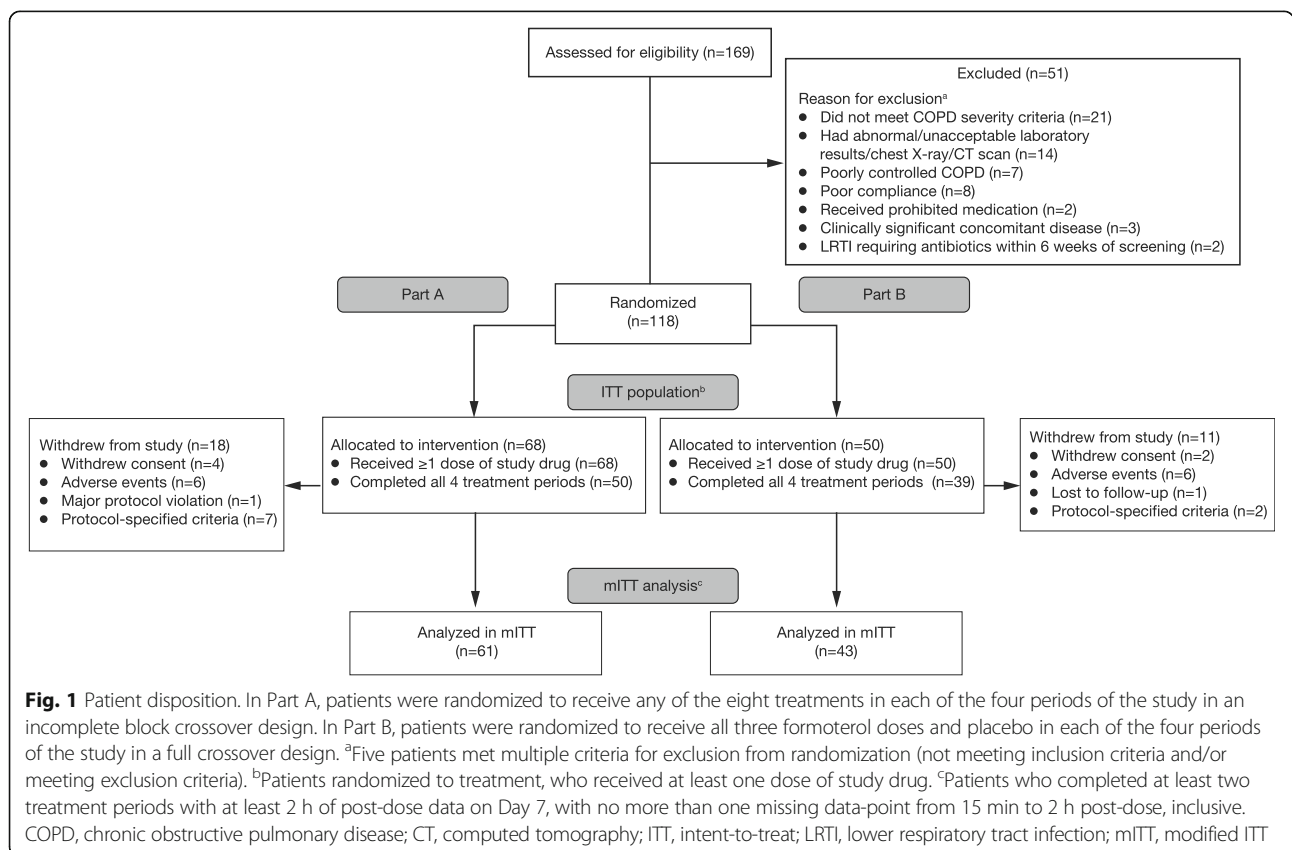 Assessed for eligibility (n=169)
Excluded (n=51)
Reason for exclusionᵃ
● Did not meet COPD severity criteria (n=21)
● Had abnormal/unacceptable laboratory
results/chest X-ray/CT scan (n=14)
● Poorly controlled COPD (n=7)
● Poor compliance (n=8)
● Received prohibited medication (n=2)
● Clinically significant concomitant disease (n=3)
● LRTI requiring antibiotics within 6 weeks of screening (n=2)
Part A
Randomized
(n=118)
Part B
ITT populationᵇ
Withdrew from study (n=18)
● Withdrew consent (n=4)
● Adverse events (n=6)
● Major protocol violation (n=1)
● Protocol-specified criteria (n=7)
Allocated to intervention (n=68)
● Received ≥1 dose of study drug (n=68)
● Completed all 4 treatment periods (n=50)
Allocated to intervention (n=50)
● Received ≥1 dose of study drug (n=50)
● Completed all 4 treatment periods (n=39)
Withdrew from study (n=11)
● Withdrew consent (n=2)
● Adverse events (n=6)
● Lost to follow-up (n=1)
● Protocol-specified criteria (n=2)
mITT analysisᶜ
Analyzed in mITT
(n=61)
Analyzed in mITT
(n=43)
Fig. 1 Patient disposition. In Part A, patients were randomized to receive any of the eight treatments in each of the four periods of the study in an
incomplete block crossover design. In Part B, patients were randomized to receive all three formoterol doses and placebo in each of the four periods
of the study in a full crossover design. ᵃFive patients met multiple criteria for exclusion from randomization (not meeting inclusion criteria and/or
meeting exclusion criteria). ᵇPatients randomized to treatment, who received at least one dose of study drug. ᶜPatients who completed at least two
treatment periods with at least 2 h of post-dose data on Day 7, with no more than one missing data-point from 15 min to 2 h post-dose, inclusive.
COPD, chronic obstructive pulmonary disease; CT, computed tomography; ITT, intent-to-treat; LRTI, lower respiratory tract infection; mITT, modified ITT